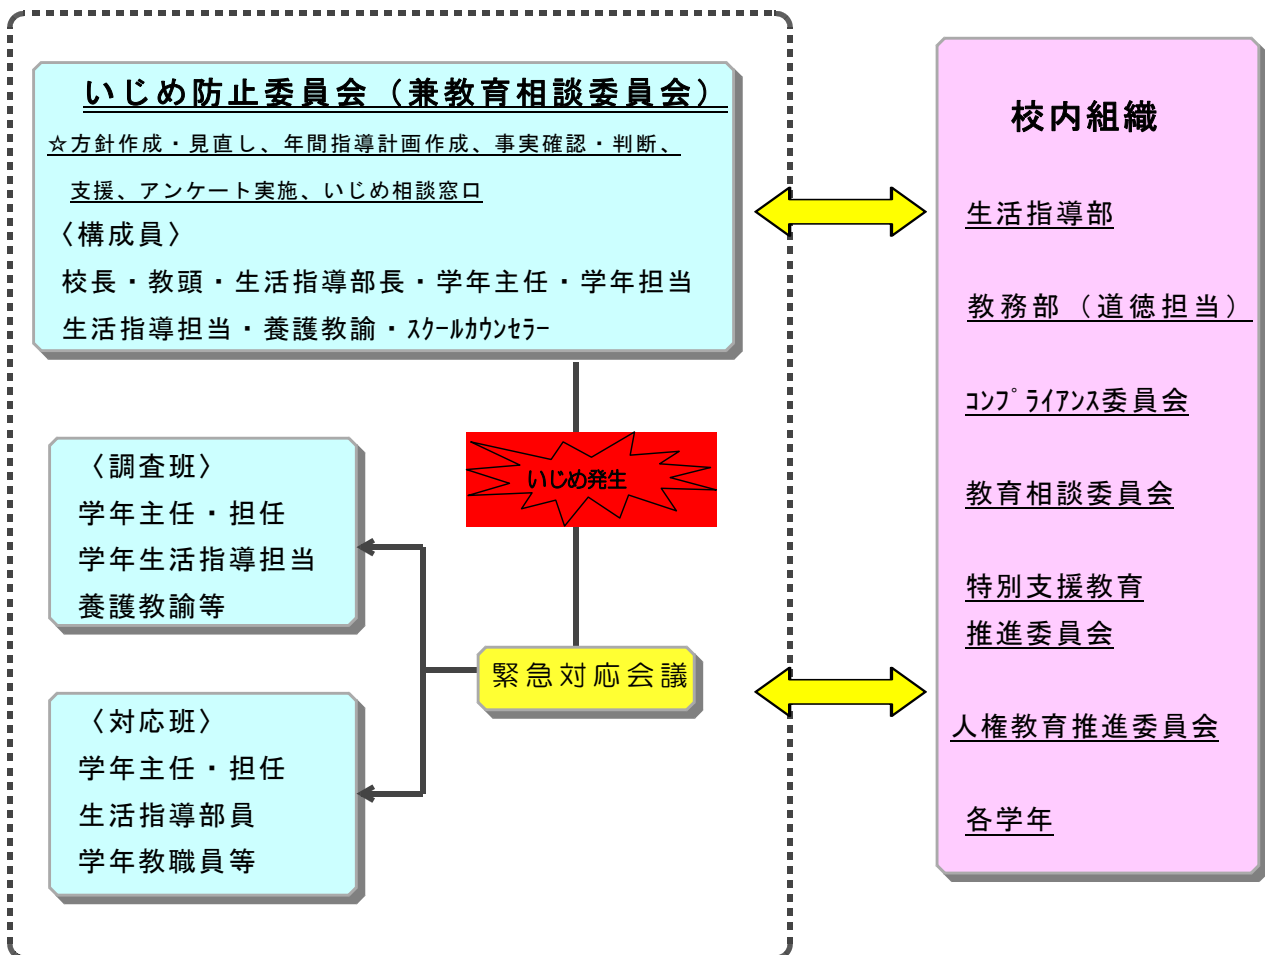 いじめ防止委員会（兼教育相談委員会）
☆方針作成・見直し、年間指導計画作成、事実確認・判断、
支援、アンケート実施、いじめ相談窓口
〈構成員〉
校長・教頭・生活指導部長・学年主任・学年担当
生活指導担当・養護教諭・ｽｸｰﾙｶｳﾝｾﾗｰ
いじめ発生
〈調査班〉
学年主任・担任
学年生活指導担当
養護教諭等
緊急対応会議
〈対応班〉
学年主任・担任
生活指導部員
学年教職員等
校内組織
生活指導部
教務部（道徳担当）
ｺﾝﾌﾟﾗｲｱﾝｽ委員会
教育相談委員会
特別支援教育
推進委員会
人権教育推進委員会
各学年